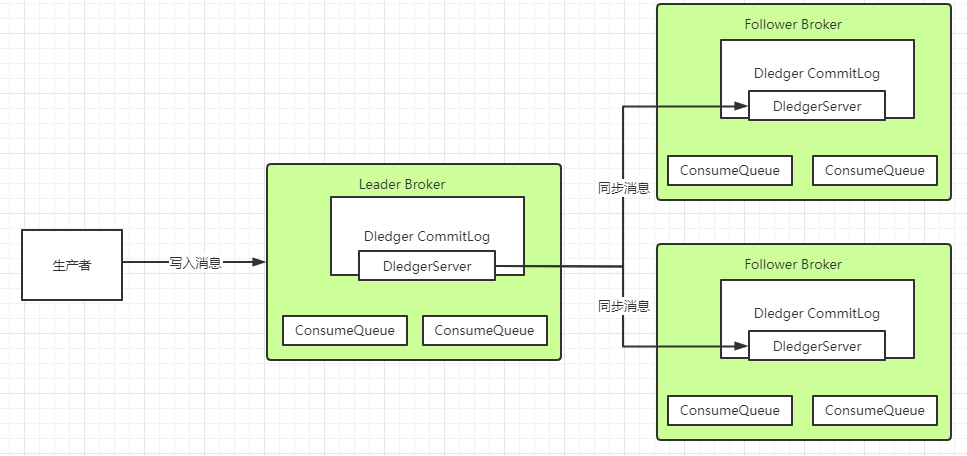 生产者
写入消息
Leader Broker
Dledger CommitLog
DledgerServer
ConsumeQueue
ConsumeQueue
同步消息
同步消息
Follower Broker
Dledger CommitLog
DledgerServer
ConsumeQueue
ConsumeQueue
Follower Broker
Dledger CommitLog
DledgerServer
ConsumeQueue
ConsumeQueue